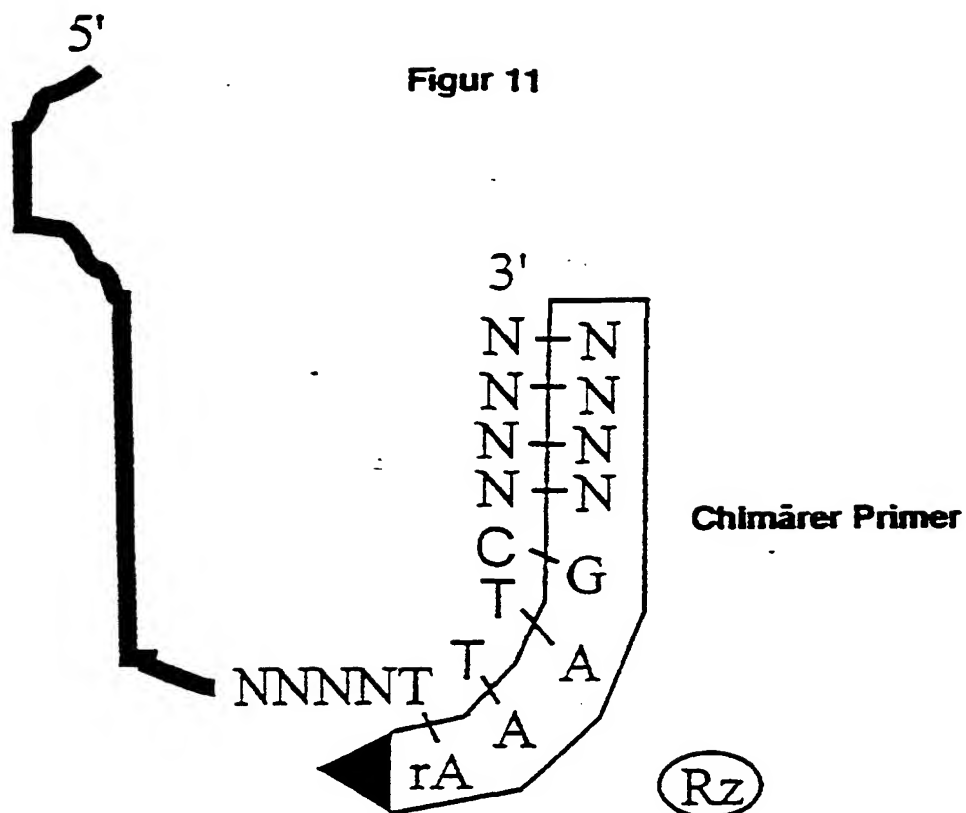 5'
Figur 11
3'
N N
N N
N N
N N
C G
T A
T A
NNNNT
rA
Chimärer Primer
Rz